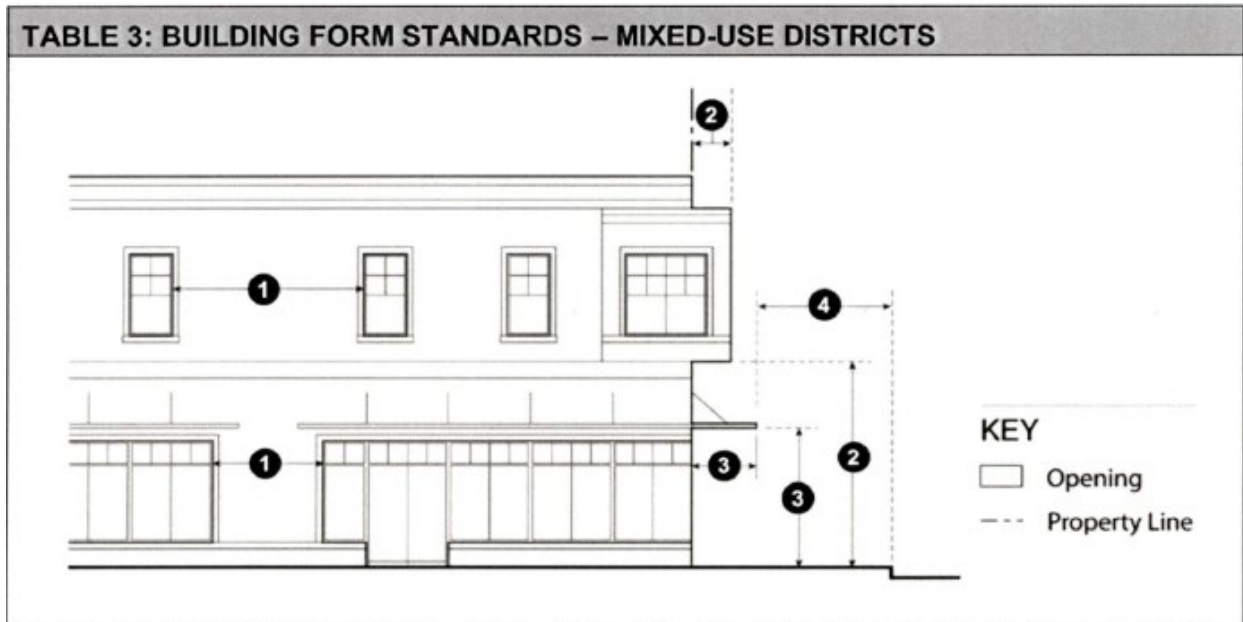 TABLE 3: BUILDING FORM STANDARDS – MIXED-USE DISTRICTS
2
1
4
KEY
1
3
2
Opening
3
Property Line